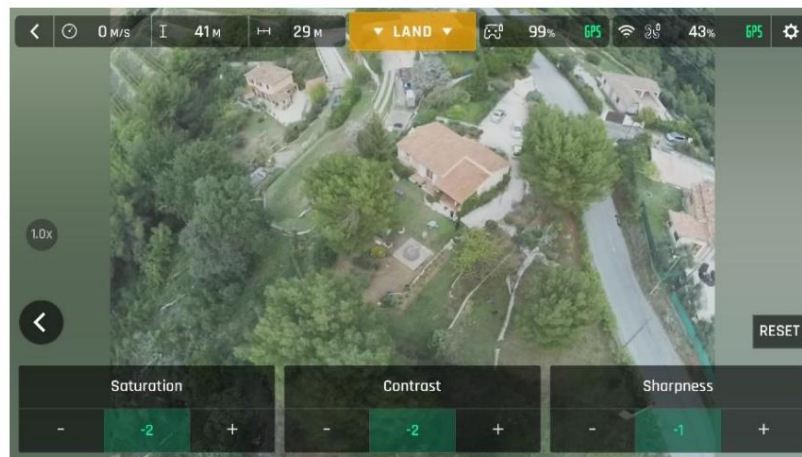 0 M/S 41 M 29 M LAND 99% GPS 43% GPS
1.0x
RESET
Saturation Contrast Sharpness
- -2 + - -2 + - -1 +